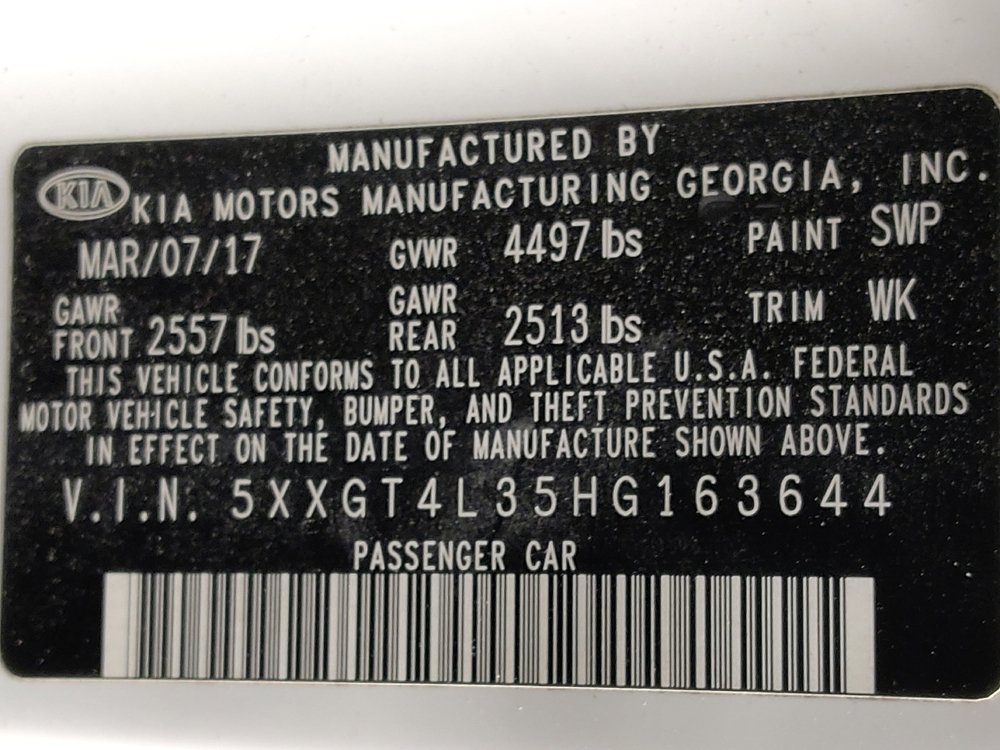 MANUFACTURED BY
KIA KIA MOTORS MANUFACTURING GEORGIA, INC.
MAR/07/17 GVWR 4497 lbs PAINT SWP
GAWR FRONT 2557 lbs GAWR REAR 2513 lbs TRIM WK
THIS VEHICLE CONFORMS TO ALL APPLICABLE U.S.A. FEDERAL
MOTOR VEHICLE SAFETY, BUMPER, AND THEFT PREVENTION STANDARDS
IN EFFECT ON THE DATE OF MANUFACTURE SHOWN ABOVE.
V.I.N. 5XXGT4L35HG163644
PASSENGER CAR